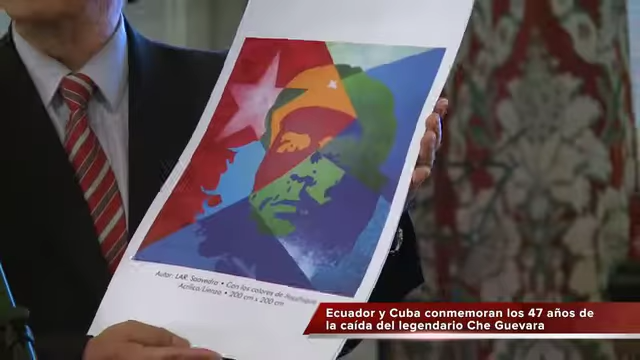 Autor: LAR. Saavedra • Con los colores de
Acrílico/Lienzo • 200 cm x 200 cm
Ecuador y Cuba conmemoran los 47 años de
la caída del legendario Che Guevara